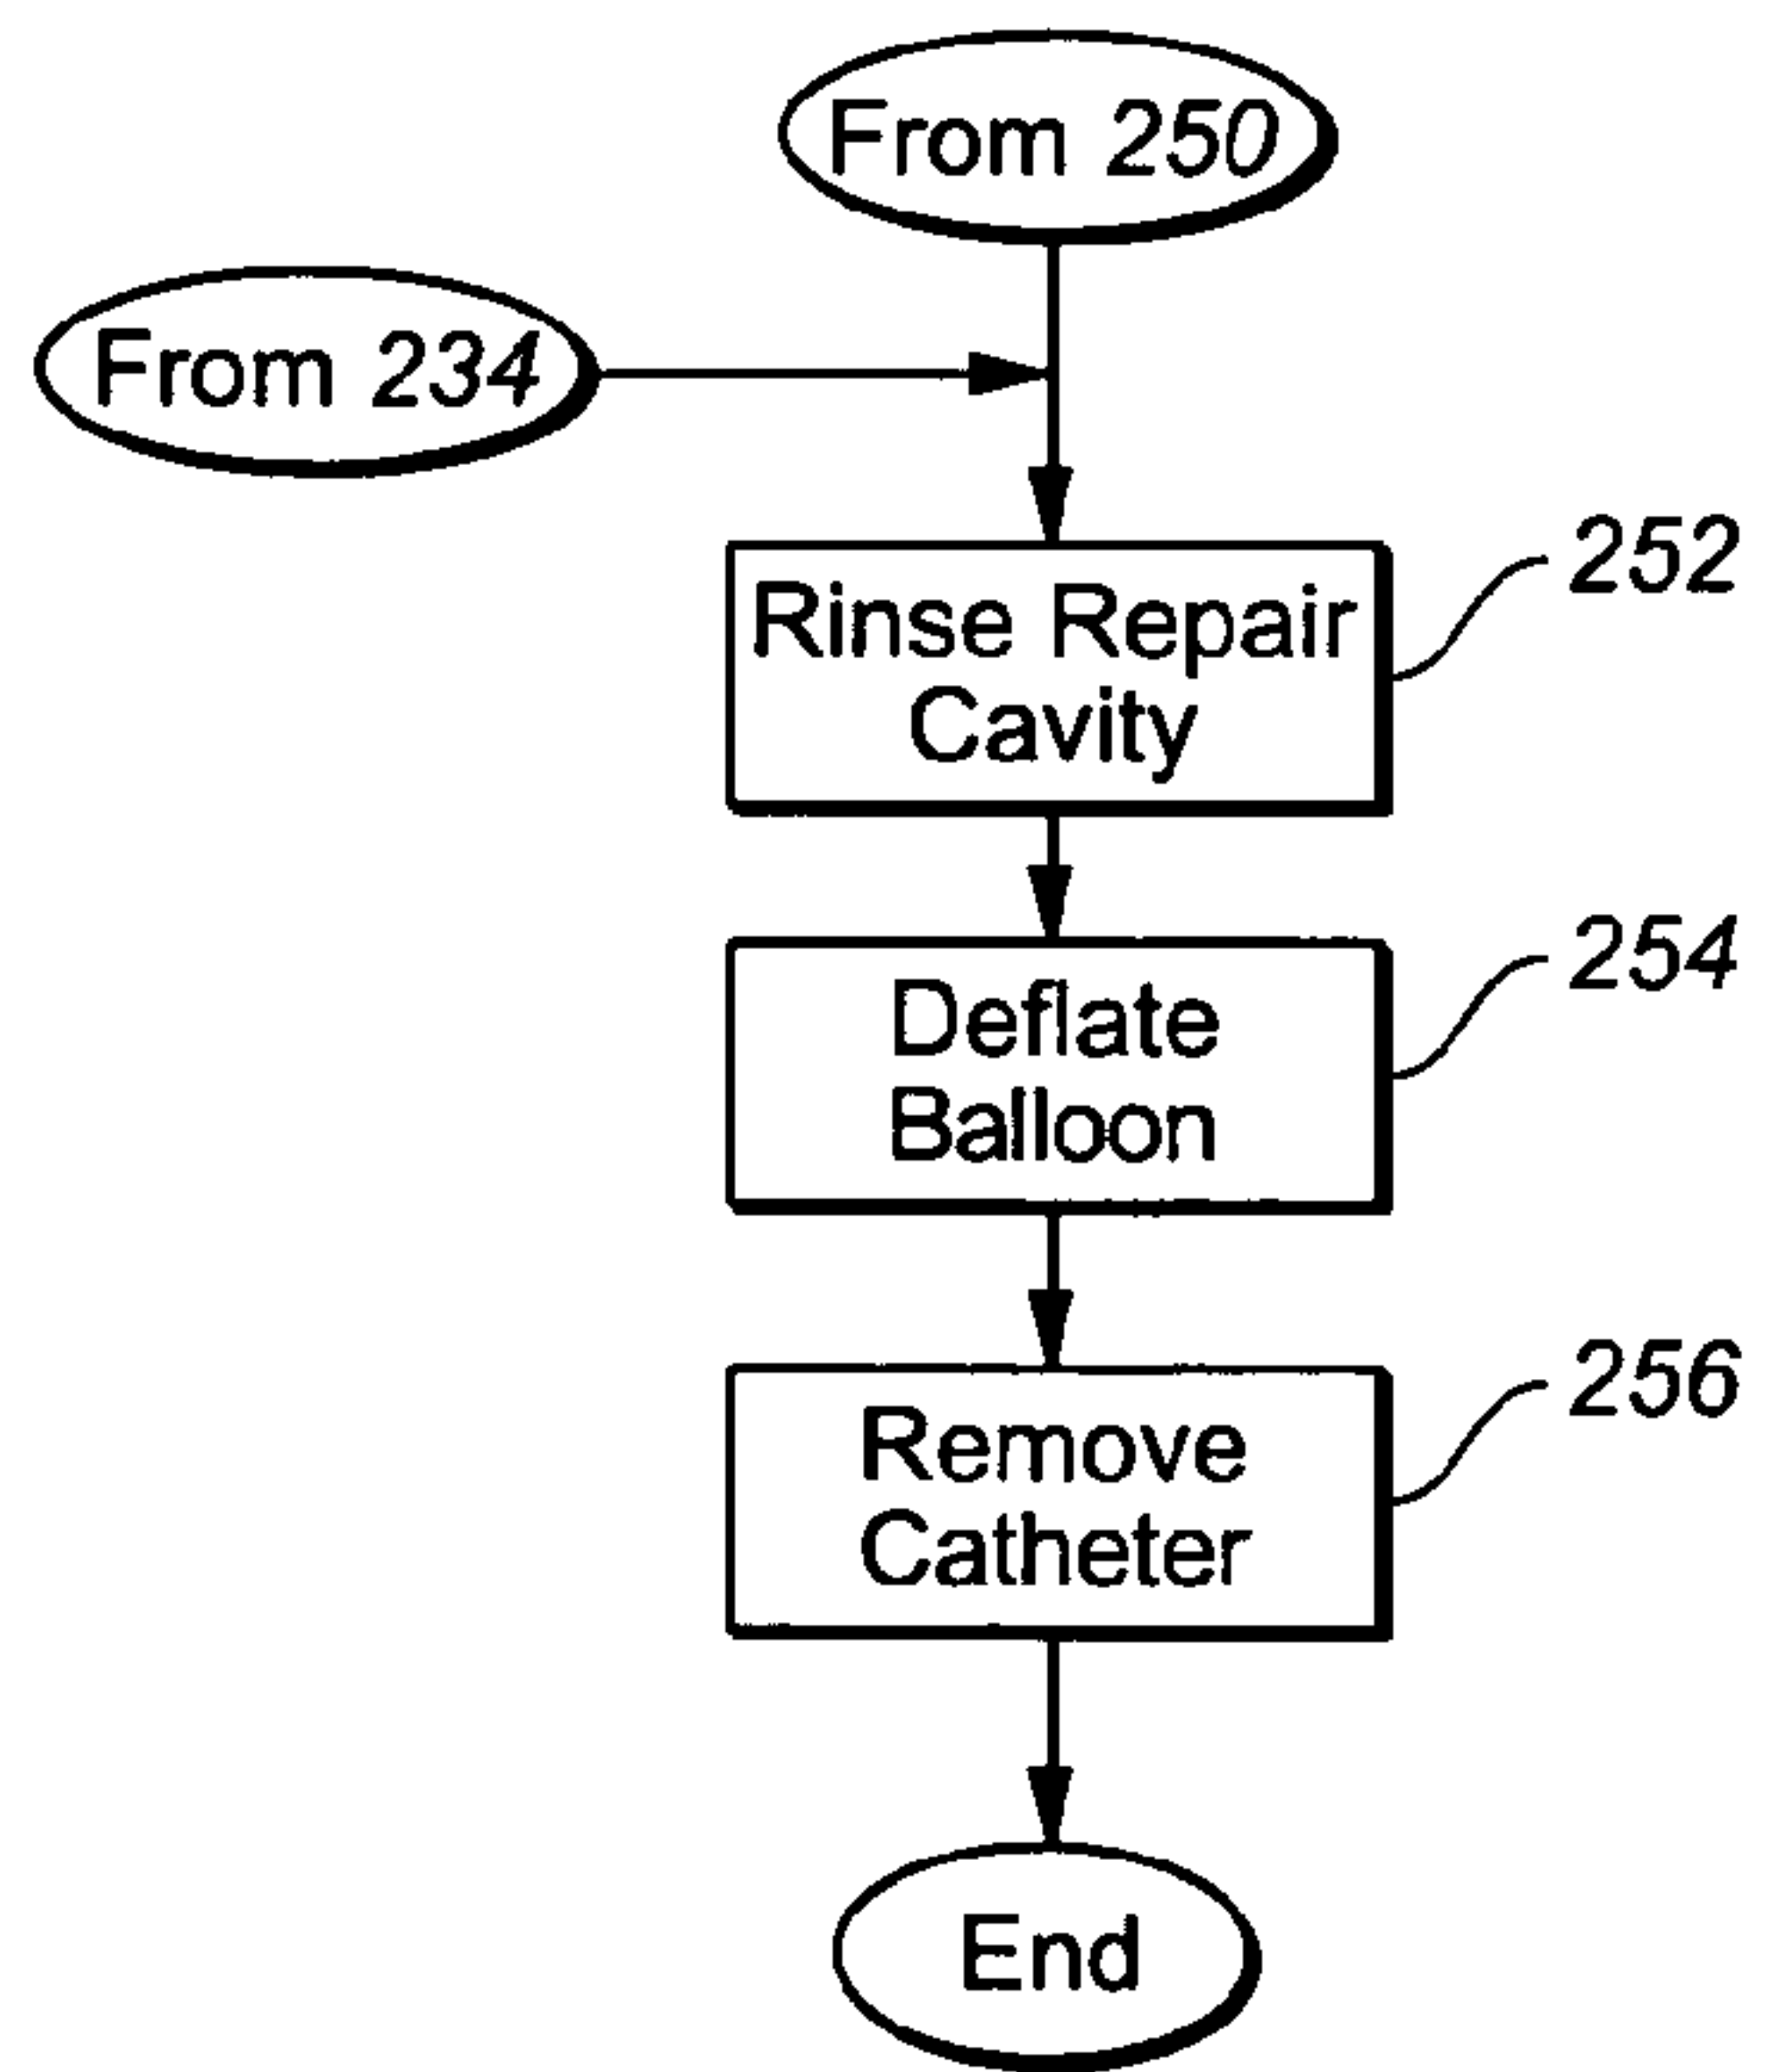 From 250
From 234
Rinse Repair
Cavity
252
Deflate
Balloon
254
Remove
Catheter
256
End